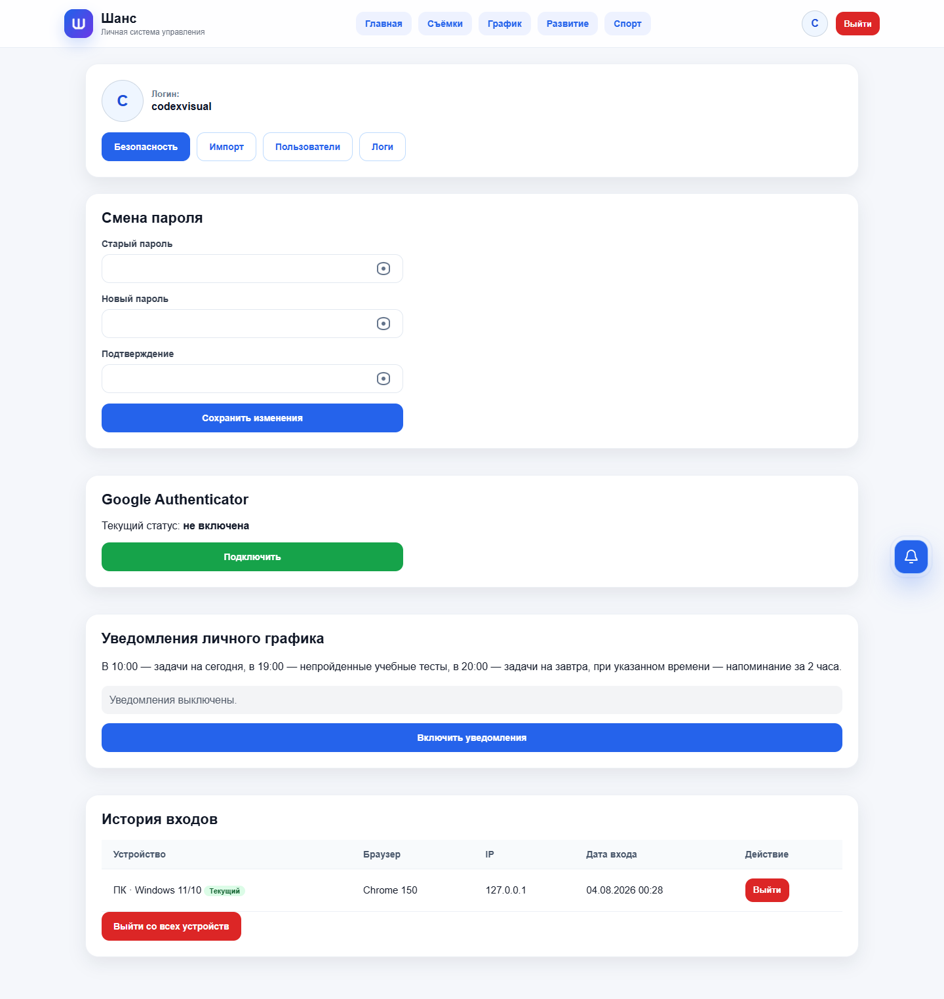 Ш
Шанс
Личная система управления
Главная
Съёмки
График
Развитие
Спорт
C
Выйти
C
Логин:
codexvisual
Безопасность
Импорт
Пользователи
Логи
Смена пароля
Старый пароль
Новый пароль
Подтверждение
Сохранить изменения
Google Authenticator
Текущий статус: не включена
Подключить
Уведомления личного графика
В 10:00 — задачи на сегодня, в 19:00 — непройденные учебные тесты, в 20:00 — задачи на завтра, при указанном времени — напоминание за 2 часа.
Уведомления выключены.
Включить уведомления
История входов
Устройство Браузер IP Дата входа Действие
ПК · Windows 11/10 Текущий Chrome 150 127.0.0.1 04.08.2026 00:28 Выйти
Выйти со всех устройств